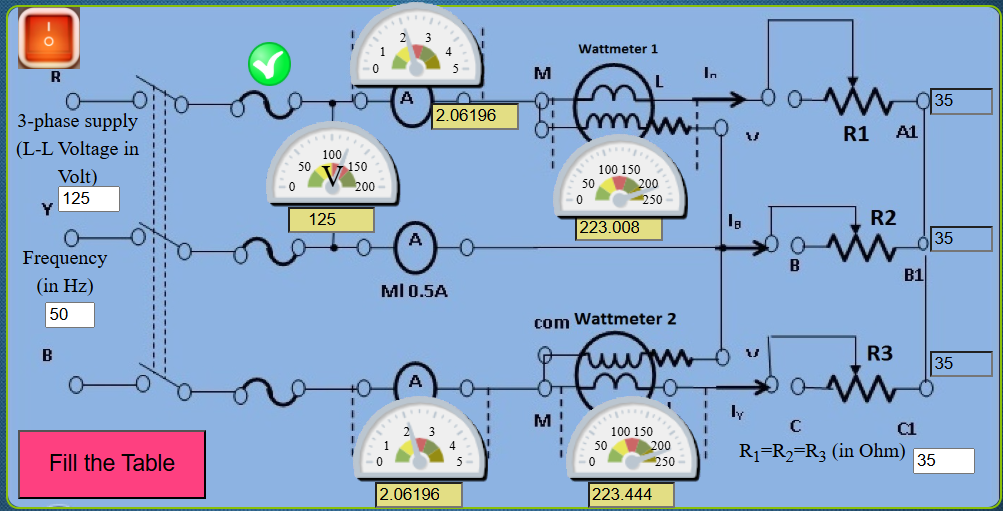 I
O
R
3-phase supply
(L-L Voltage in
Volt)
125
Y
Frequency
(in Hz)
50
B
Fill the Table
0 1 2 3 4 5
A
2.06196
0 50 100 150 200
V
125
A
MI 0.5A
A
0 1 2 3 4 5
2.06196
Wattmeter 1
M
L
0 50 100 150 200 250
223.008
com Wattmeter 2
M
0 50 100 150 200 250
223.444
V
I_B
V
I_Y
R1 A1
35
R2
35
B
B1
R3
35
C
C1
R₁=R₂=R₃ (in Ohm)
35